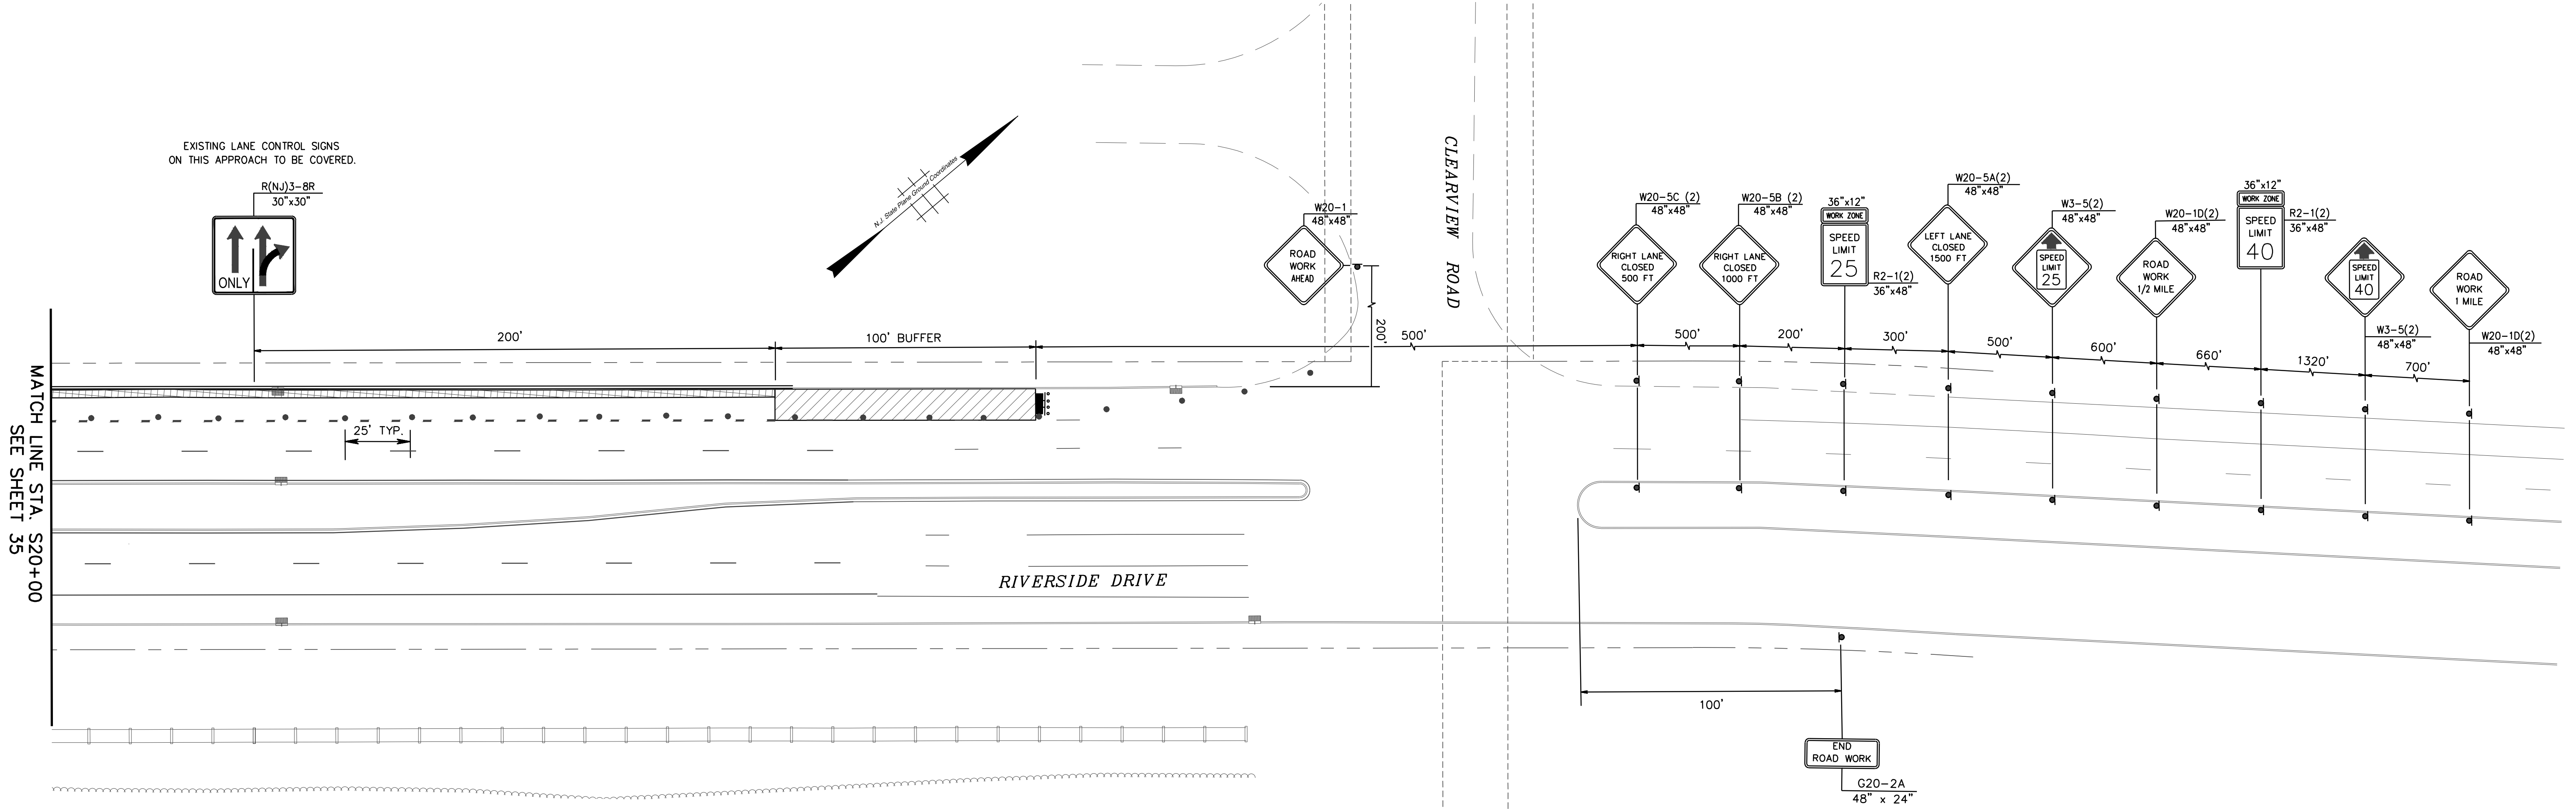 EXISTING LANE CONTROL SIGNS
ON THIS APPROACH TO BE COVERED.
R(NJ)3-8R
30"x30"
ONLY
200'
100' BUFFER
25' TYP.
MATCH LINE STA. S20+00
SEE SHEET 35
N.J. State Plane Ground Coordinates
W20-1
48"x48"
ROAD
WORK
AHEAD
200'
500'
CLEARVIEW ROAD
RIVERSIDE DRIVE
W20-5C (2)
48"x48"
RIGHT LANE
CLOSED
500 FT
500'
W20-5B (2)
48"x48"
RIGHT LANE
CLOSED
1000 FT
200'
36"x12"
WORK ZONE
SPEED
LIMIT
25
R2-1(2)
36"x48"
300'
W20-5A(2)
48"x48"
LEFT LANE
CLOSED
1500 FT
500'
W3-5(2)
48"x48"
SPEED
LIMIT
25
600'
W20-1D(2)
48"x48"
ROAD
WORK
1/2 MILE
660'
36"x12"
WORK ZONE
SPEED
LIMIT
40
R2-1(2)
36"x48"
1320'
SPEED
LIMIT
40
W3-5(2)
48"x48"
700'
ROAD
WORK
1 MILE
W20-1D(2)
48"x48"
100'
END
ROAD WORK
G20-2A
48" x 24"